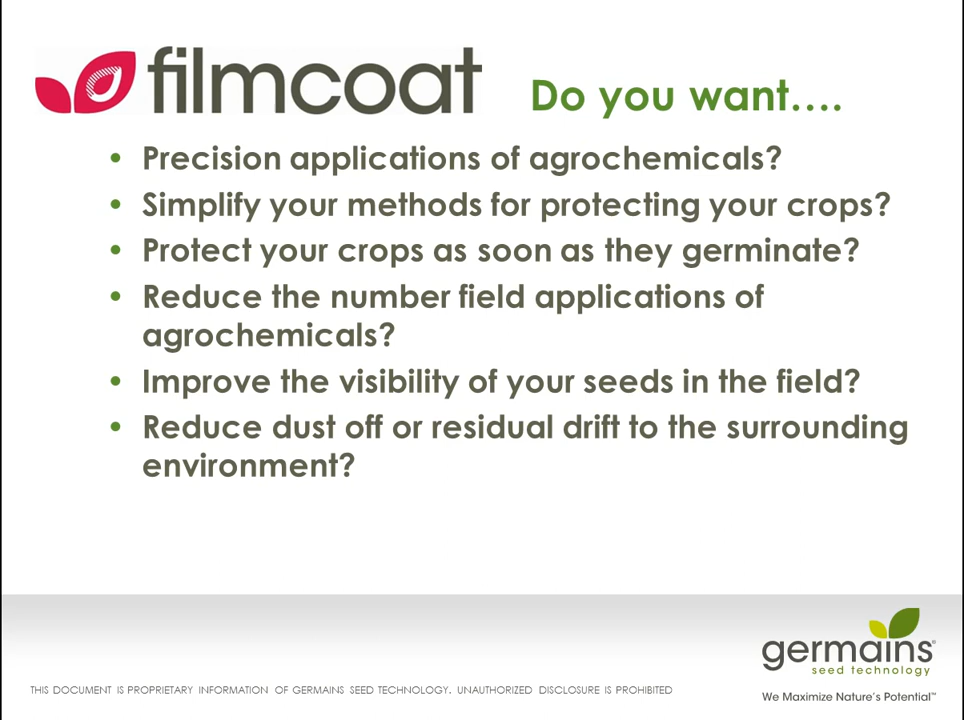 filmcoat Do you want....
• Precision applications of agrochemicals?
• Simplify your methods for protecting your crops?
• Protect your crops as soon as they germinate?
• Reduce the number field applications of
agrochemicals?
• Improve the visibility of your seeds in the field?
• Reduce dust off or residual drift to the surrounding
environment?
germains®
seed technology
THIS DOCUMENT IS PROPRIETARY INFORMATION OF GERMAINS SEED TECHNOLOGY. UNAUTHORIZED DISCLOSURE IS PROHIBITED
We Maximize Nature's Potential™